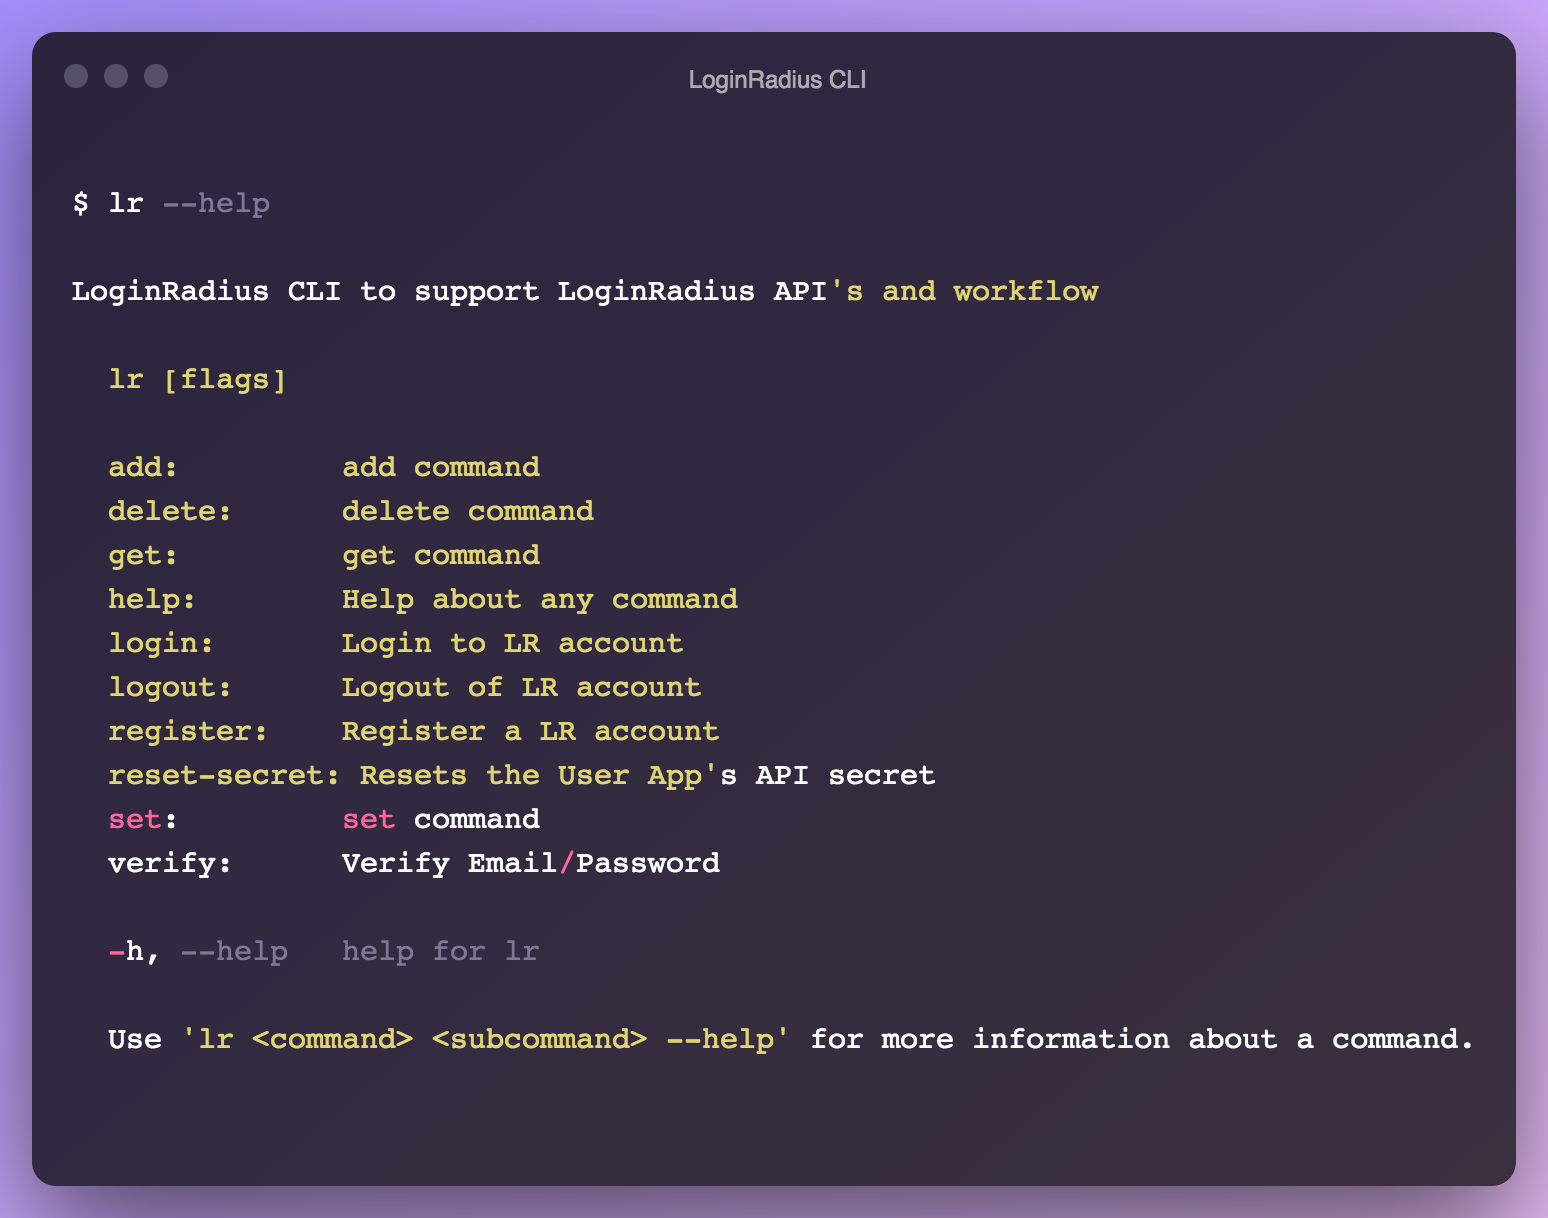 LoginRadius CLI
$ lr --help
LoginRadius CLI to support LoginRadius API's and workflow
lr [flags]
add: add command
delete: delete command
get: get command
help: Help about any command
login: Login to LR account
logout: Logout of LR account
register: Register a LR account
reset-secret: Resets the User App's API secret
set: set command
verify: Verify Email/Password
-h, --help help for lr
Use 'lr <command> <subcommand> --help' for more information about a command.